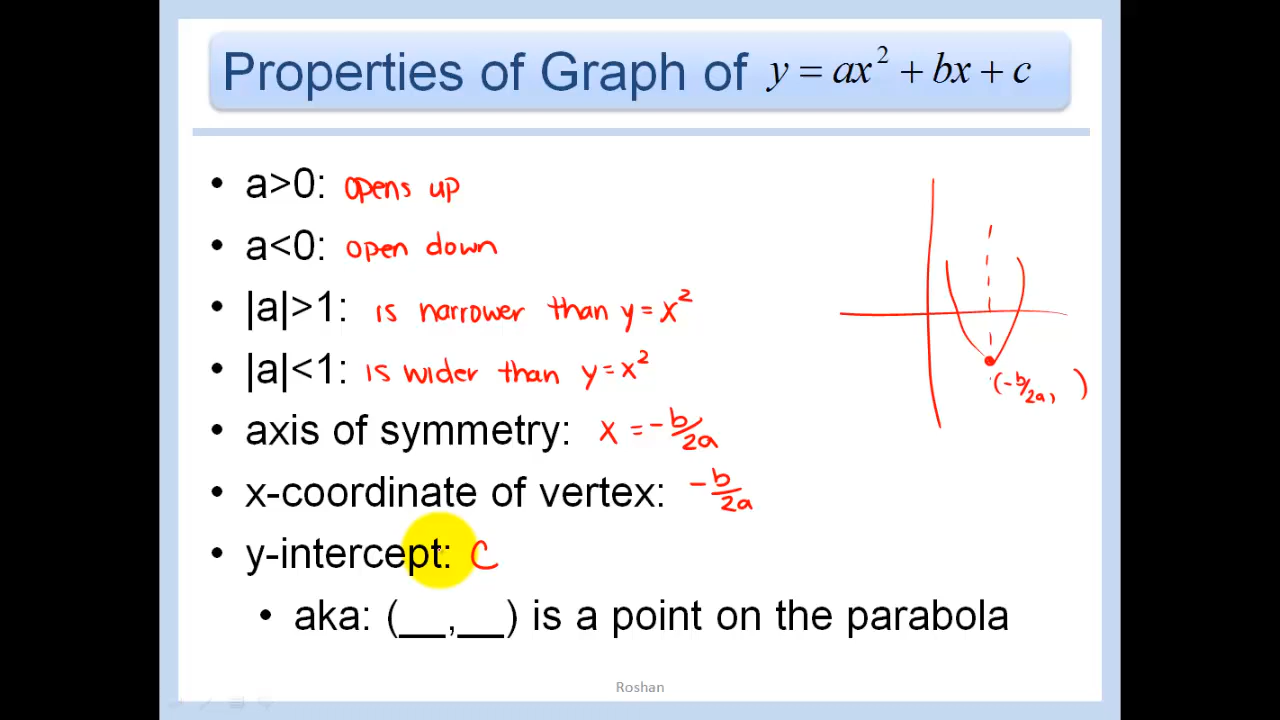 Properties of Graph of y = ax² + bx + c
• a>0: opens up
• a<0: open down
• |a|>1: is narrower than y = x²
• |a|<1: is wider than y = x²
(-b/2a, )
• axis of symmetry: x = -b/2a
• x-coordinate of vertex: -b/2a
• y-intercept: c
• aka: (__,__) is a point on the parabola
Roshan